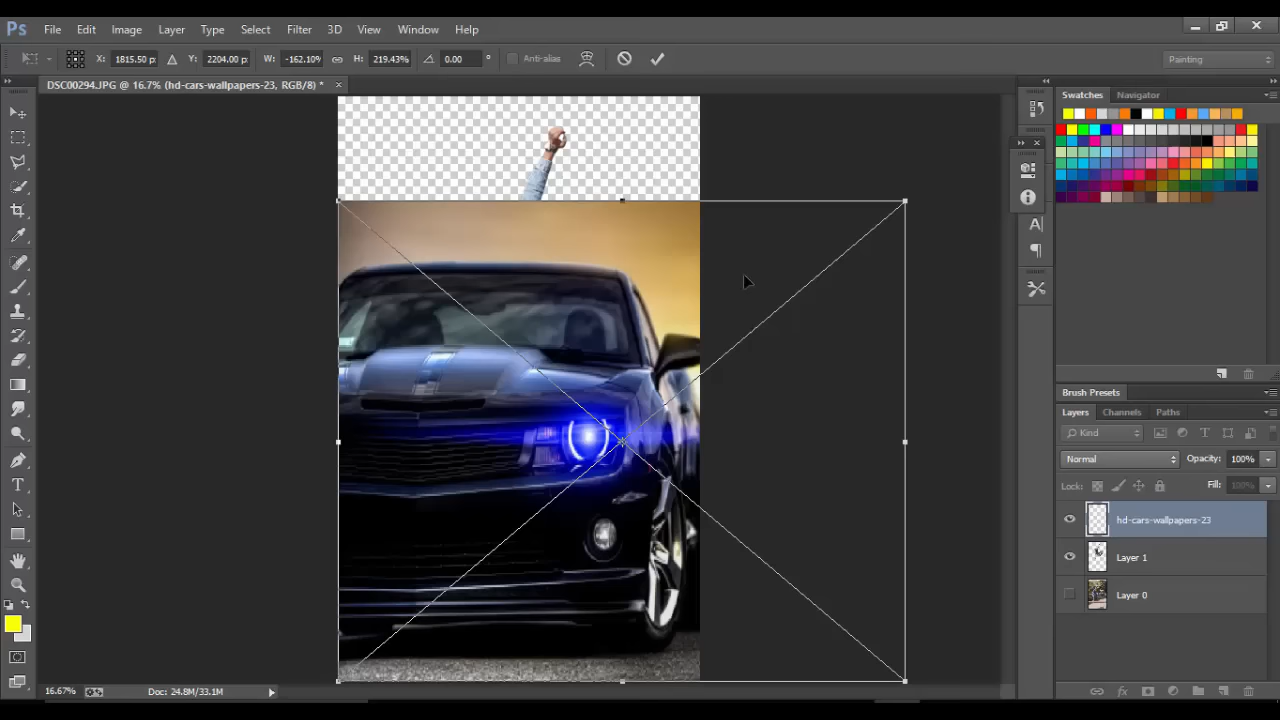 Ps File Edit Image Layer Type Select Filter 3D View Window Help
X: 1815.50 p Y: 2204.00 p W: -162.10% H: 219.43% 0.00 ° Anti-alias Painting
DSC00294.JPG @ 16.7% (hd-cars-wallpapers-23, RGB/8) * ×
Swatches Navigator
Brush Presets
Layers Channels Paths
Kind
Normal Opacity: 100%
Lock: Fill: 100%
hd-cars-wallpapers-23
Layer 1
Layer 0
16.67% Doc: 24.8M/33.1M